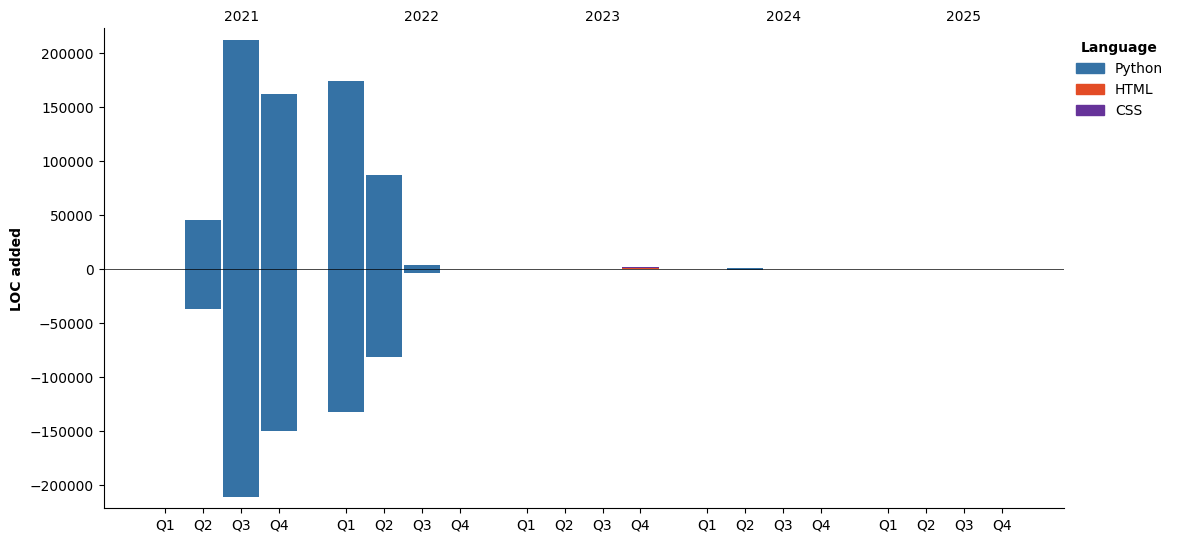 2021 2022 2023 2024 2025
Language
Python
HTML
CSS
LOC added
200000
150000
100000
50000
0
−50000
−100000
−150000
−200000
Q1 Q2 Q3 Q4 Q1 Q2 Q3 Q4 Q1 Q2 Q3 Q4 Q1 Q2 Q3 Q4 Q1 Q2 Q3 Q4